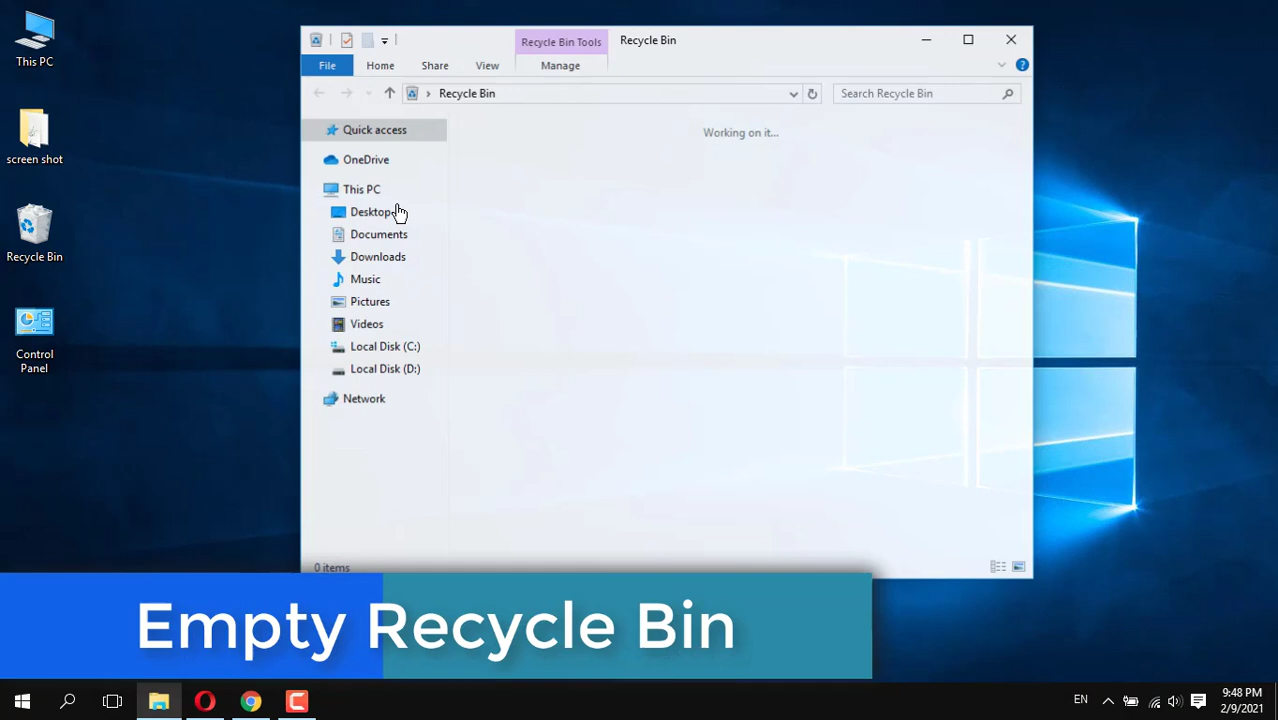 This PC
screen shot
Recycle Bin
Control
Panel
Recycle Bin Tools
Recycle Bin
File
Home
Share
View
Manage
Recycle Bin
Search Recycle Bin
Quick access
OneDrive
This PC
Desktop
Documents
Downloads
Music
Pictures
Videos
Local Disk (C:)
Local Disk (D:)
Network
Working on it...
0 items
Empty Recycle Bin
EN
9:48 PM
2/9/2021